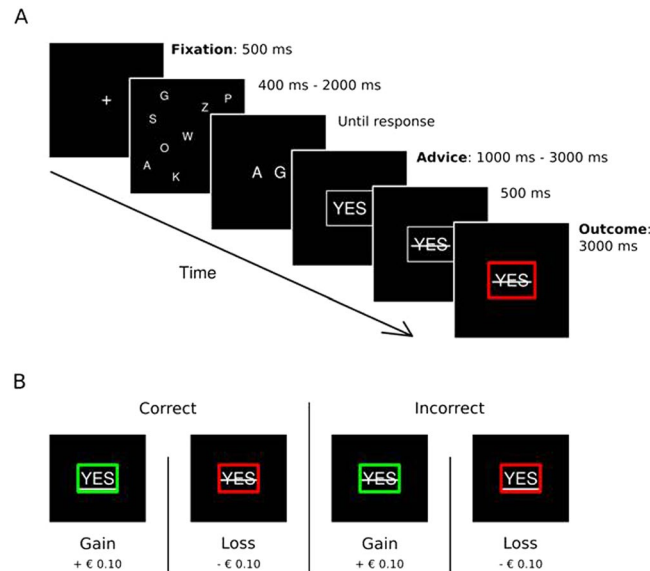 A
Fixation: 500 ms
400 ms - 2000 ms
G
P
Z
S
W
O
A
K
Until response
A G
Advice: 1000 ms - 3000 ms
YES
500 ms
YES
Outcome:
3000 ms
YES
Time
B
Correct
Incorrect
YES
YES
YES
YES
Gain
Loss
Gain
Loss
+ € 0.10
- € 0.10
+ € 0.10
- € 0.10